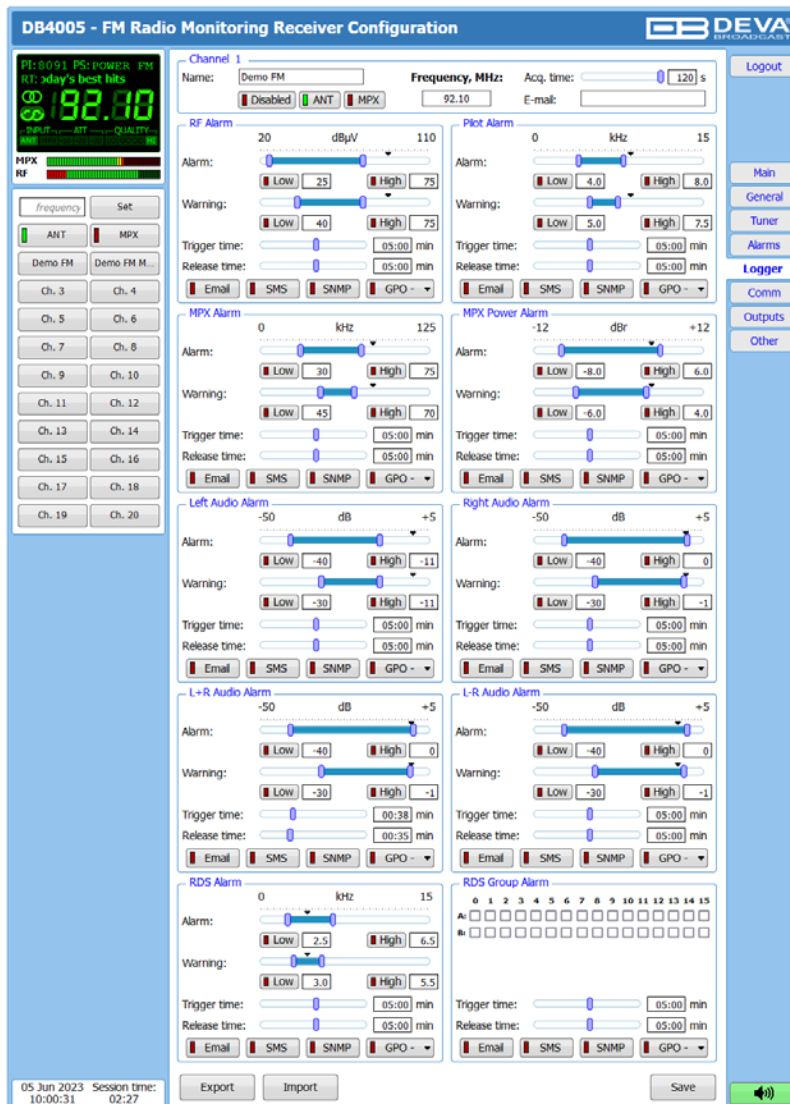 DB4005 - FM Radio Monitoring Receiver Configuration
DEVA
BROADCAST
PI:8091 PS:POWER FM
RT: oday's best hits
92.10
INPUT ATT QUALITY
ANT HI
MPX
RF
frequency Set
ANT MPX
Demo FM Demo FM M...
Ch. 3 Ch. 4
Ch. 5 Ch. 6
Ch. 7 Ch. 8
Ch. 9 Ch. 10
Ch. 11 Ch. 12
Ch. 13 Ch. 14
Ch. 15 Ch. 16
Ch. 17 Ch. 18
Ch. 19 Ch. 20
05 Jun 2023 Session time:
10:00:31 02:27
Channel 1
Name: Demo FM Frequency, MHz: Acq. time: 120 s
Disabled ANT MPX 92.10 E-mail:
RF Alarm
20 dBµV 110
Alarm:
Low 25 High 75
Warning:
Low 40 High 75
Trigger time: 05:00 min
Release time: 05:00 min
Email SMS SNMP GPO -
Pilot Alarm
0 kHz 15
Alarm:
Low 4.0 High 8.0
Warning:
Low 5.0 High 7.5
Trigger time: 05:00 min
Release time: 05:00 min
Email SMS SNMP GPO -
MPX Alarm
0 kHz 125
Alarm:
Low 30 High 75
Warning:
Low 45 High 70
Trigger time: 05:00 min
Release time: 05:00 min
Email SMS SNMP GPO -
MPX Power Alarm
-12 dBr +12
Alarm:
Low -8.0 High 6.0
Warning:
Low -6.0 High 4.0
Trigger time: 05:00 min
Release time: 05:00 min
Email SMS SNMP GPO -
Left Audio Alarm
-50 dB +5
Alarm:
Low -40 High -11
Warning:
Low -30 High -11
Trigger time: 05:00 min
Release time: 05:00 min
Email SMS SNMP GPO -
Right Audio Alarm
-50 dB +5
Alarm:
Low -40 High 0
Warning:
Low -30 High -1
Trigger time: 05:00 min
Release time: 05:00 min
Email SMS SNMP GPO -
L+R Audio Alarm
-50 dB +5
Alarm:
Low -40 High 0
Warning:
Low -30 High -1
Trigger time: 00:38 min
Release time: 00:35 min
Email SMS SNMP GPO -
L-R Audio Alarm
-50 dB +5
Alarm:
Low -40 High 0
Warning:
Low -30 High -1
Trigger time: 05:00 min
Release time: 05:00 min
Email SMS SNMP GPO -
RDS Alarm
0 kHz 15
Alarm:
Low 2.5 High 6.5
Warning:
Low 3.0 High 5.5
Trigger time: 05:00 min
Release time: 05:00 min
Email SMS SNMP GPO -
RDS Group Alarm
0 1 2 3 4 5 6 7 8 9 10 11 12 13 14 15
A:
B:
Trigger time: 05:00 min
Release time: 05:00 min
Email SMS SNMP GPO -
Export Import Save
Logout
Main
General
Tuner
Alarms
Logger
Comm
Outputs
Other